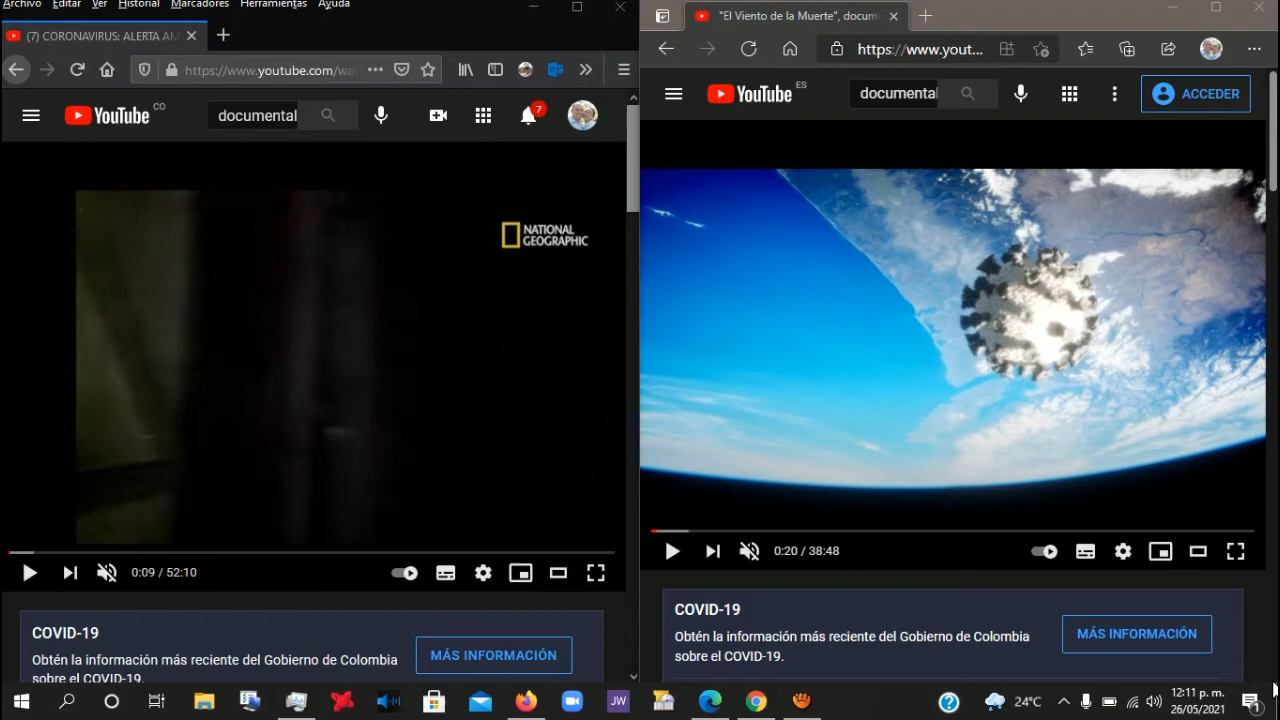 Archivo Editar Ver Historial Marcadores Herramientas Ayuda
(7) CORONAVIRUS: ALERTA AM
https://www.youtube.com/wa
YouTube CO
documental
7
NATIONAL
GEOGRAPHIC
0:09 / 52:10
COVID-19
Obtén la información más reciente del Gobierno de Colombia
sobre el COVID-19.
MÁS INFORMACIÓN
"El Viento de la Muerte", docum
https://www.yout...
YouTube ES
documental
ACCEDER
0:20 / 38:48
COVID-19
Obtén la información más reciente del Gobierno de Colombia
sobre el COVID-19.
MÁS INFORMACIÓN
JW
24°C
12:11 p. m.
26/05/2021
1